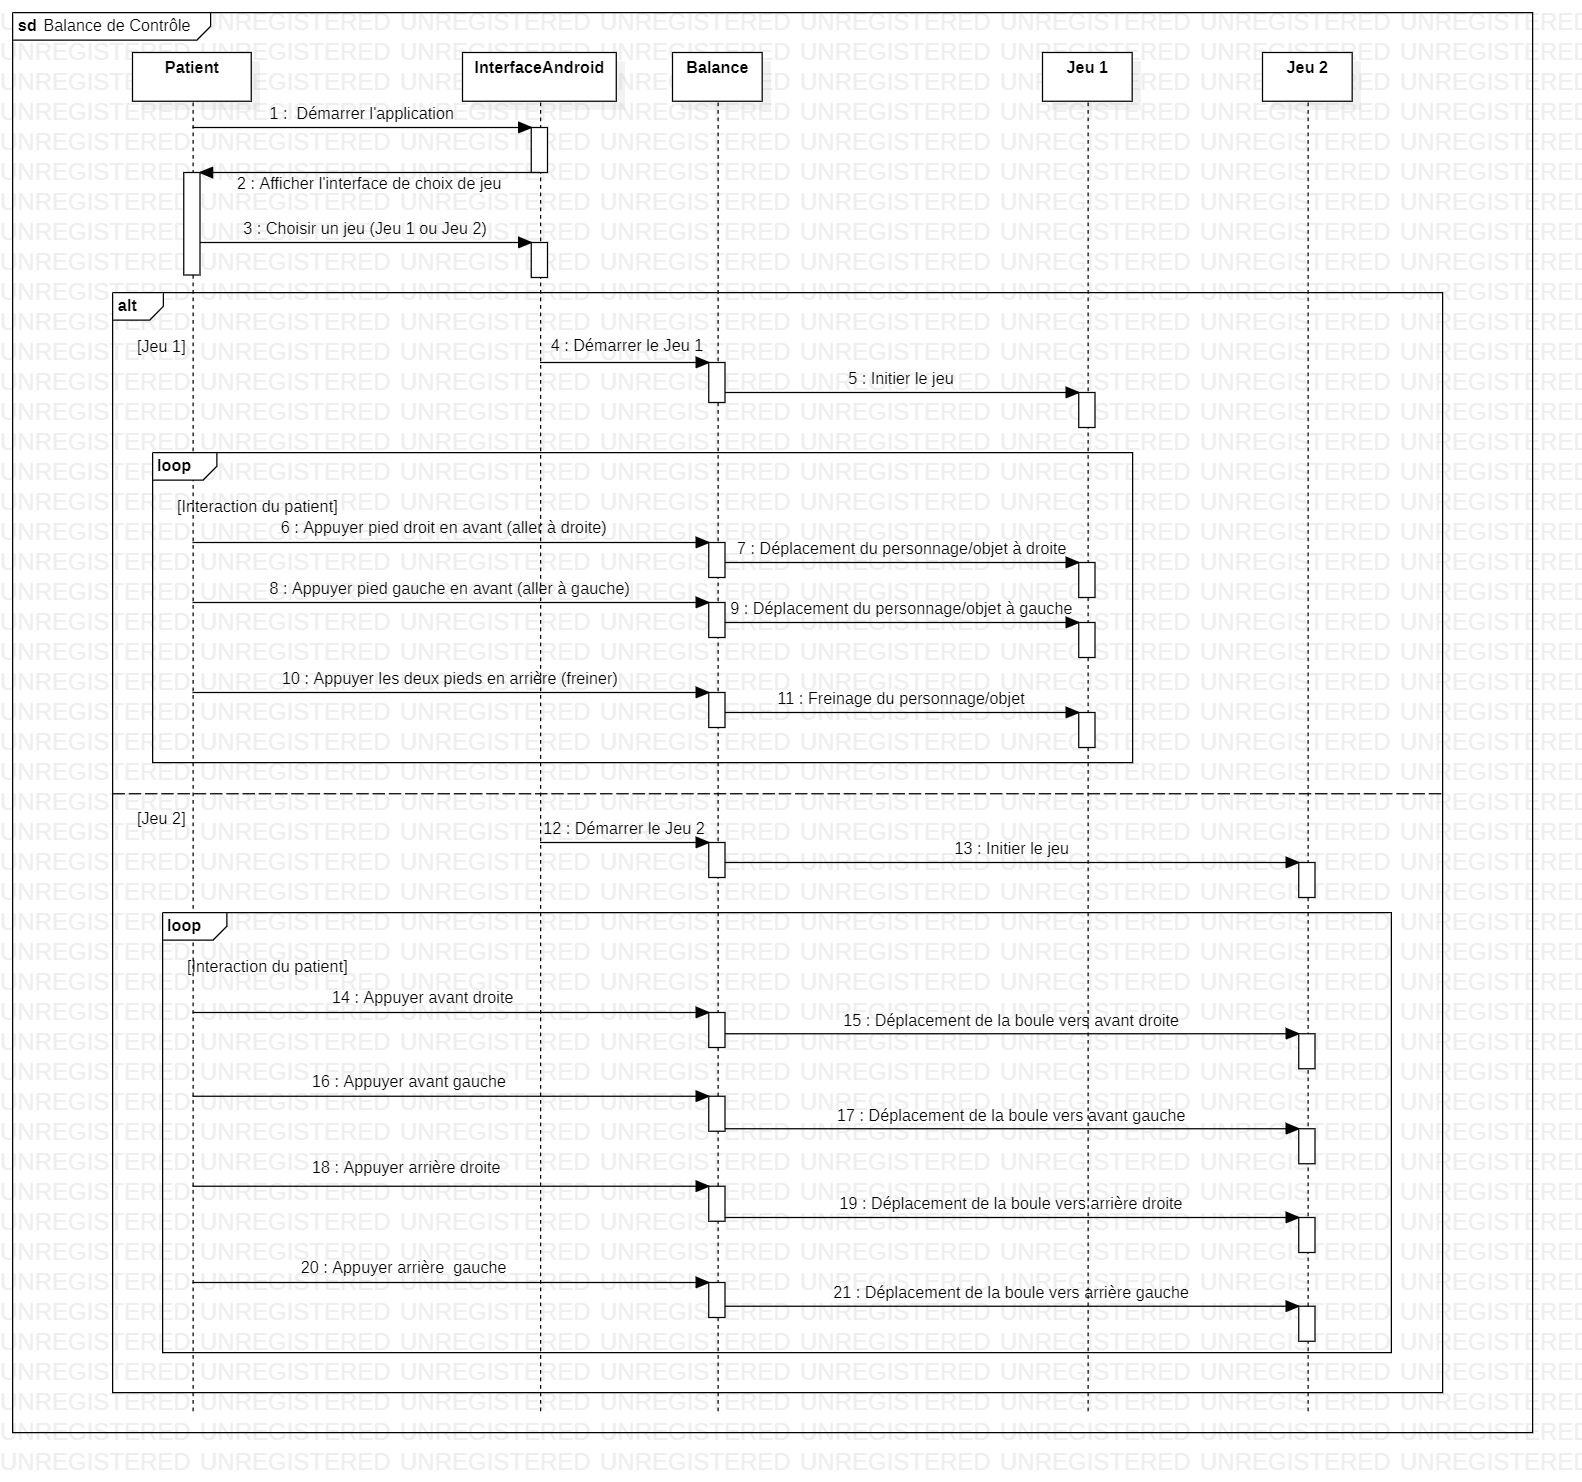 sd Balance de Contrôle
Patient
InterfaceAndroid
Balance
Jeu 1
Jeu 2
1 : Démarrer l'application
2 : Afficher l'interface de choix de jeu
3 : Choisir un jeu (Jeu 1 ou Jeu 2)
alt
[Jeu 1]
4 : Démarrer le Jeu 1
5 : Initier le jeu
loop
[Interaction du patient]
6 : Appuyer pied droit en avant (aller à droite)
7 : Déplacement du personnage/objet à droite
8 : Appuyer pied gauche en avant (aller à gauche)
9 : Déplacement du personnage/objet à gauche
10 : Appuyer les deux pieds en arrière (freiner)
11 : Freinage du personnage/objet
[Jeu 2]
12 : Démarrer le Jeu 2
13 : Initier le jeu
loop
[Interaction du patient]
14 : Appuyer avant droite
15 : Déplacement de la boule vers avant droite
16 : Appuyer avant gauche
17 : Déplacement de la boule vers avant gauche
18 : Appuyer arrière droite
19 : Déplacement de la boule vers arrière droite
20 : Appuyer arrière  gauche
21 : Déplacement de la boule vers arrière gauche
UNREGISTERED